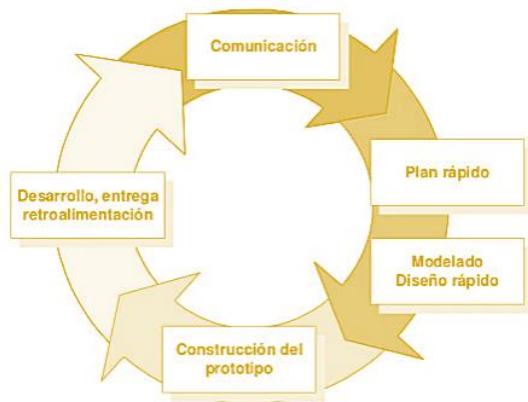 Comunicación
Plan rápido
Modelado
Diseño rápido
Construcción del
prototipo
Desarrollo, entrega
retroalimentación